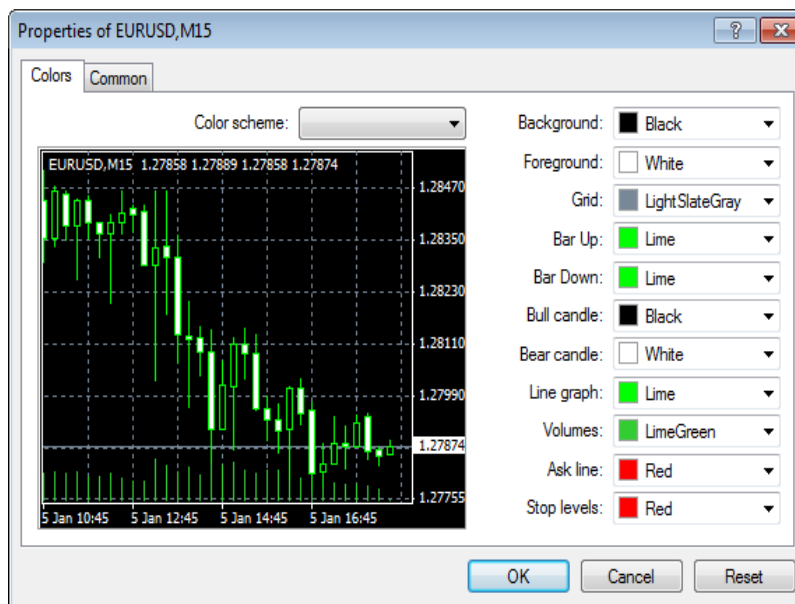 Properties of EURUSD,M15
Colors
Common
Color scheme:
EURUSD,M15 1.27858 1.27889 1.27858 1.27874
1.28470
1.28350
1.28230
1.28110
1.27990
1.27874
1.27755
5 Jan 10:45 5 Jan 12:45 5 Jan 14:45 5 Jan 16:45
Background: Black
Foreground: White
Grid: LightSlateGray
Bar Up: Lime
Bar Down: Lime
Bull candle: Black
Bear candle: White
Line graph: Lime
Volumes: LimeGreen
Ask line: Red
Stop levels: Red
OK Cancel Reset